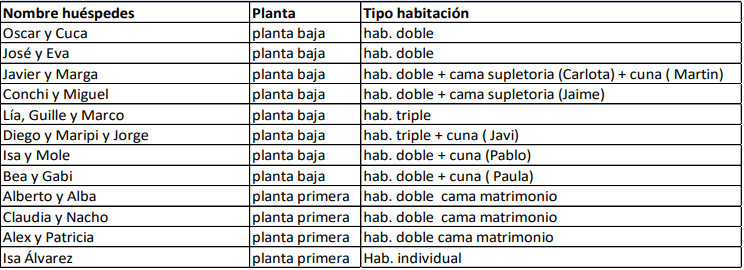 Nombre huéspedes Planta Tipo habitación
Oscar y Cuca planta baja hab. doble
José y Eva planta baja hab. doble
Javier y Marga planta baja hab. doble + cama supletoria (Carlota) + cuna ( Martin)
Conchi y Miguel planta baja hab. doble + cama supletoria (Jaime)
Lía, Guille y Marco planta baja hab. triple
Diego y Maripi y Jorge planta baja hab. triple + cuna ( Javi)
Isa y Mole planta baja hab. doble + cuna (Pablo)
Bea y Gabi planta baja hab. doble + cuna ( Paula)
Alberto y Alba planta primera hab. doble  cama matrimonio
Claudia y Nacho planta primera hab. doble  cama matrimonio
Alex y Patricia planta primera hab. doble cama matrimonio
Isa Álvarez planta primera Hab. individual